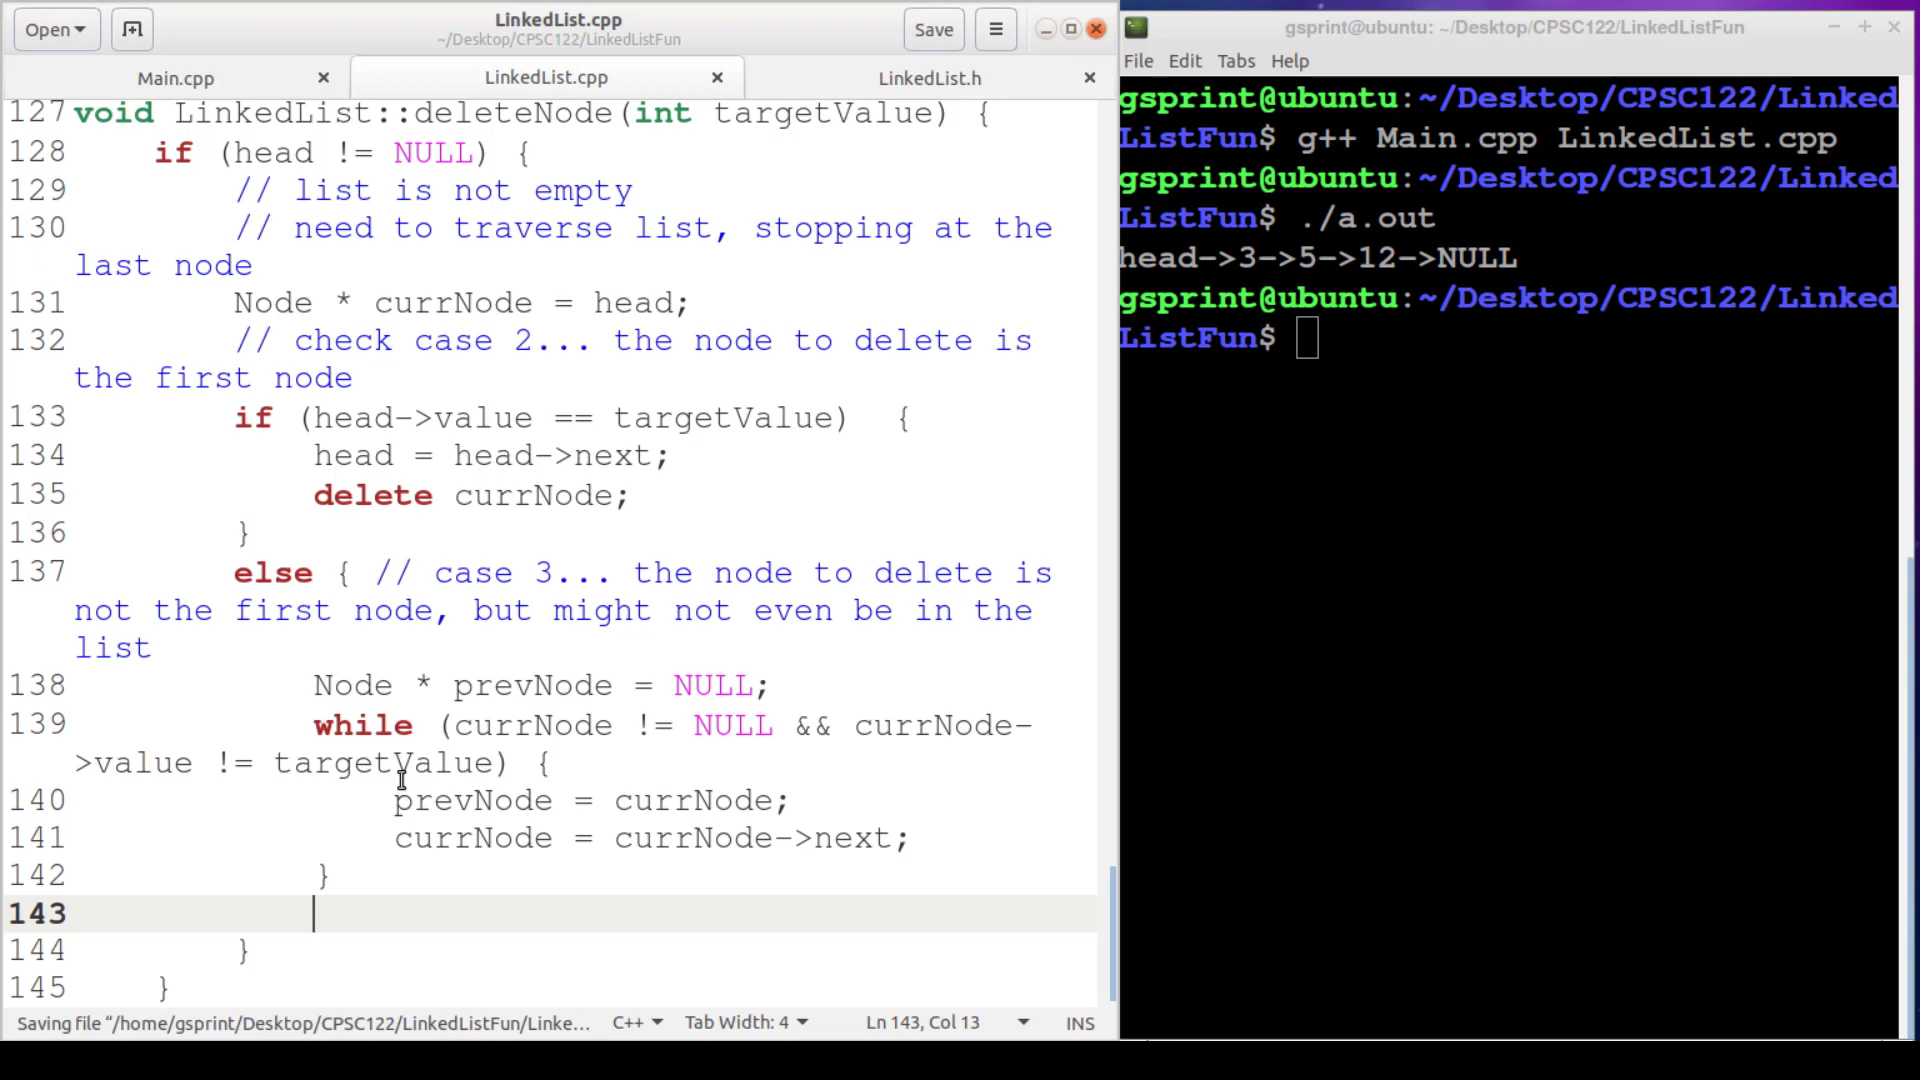 Open
LinkedList.cpp
~/Desktop/CPSC122/LinkedListFun
Save
Main.cpp
LinkedList.cpp
LinkedList.h
127 void LinkedList::deleteNode(int targetValue) {
128 if (head != NULL) {
129 // list is not empty
130 // need to traverse list, stopping at the
last node
131 Node * currNode = head;
132 // check case 2... the node to delete is
the first node
133 if (head->value == targetValue)  {
134 head = head->next;
135 delete currNode;
136 }
137 else { // case 3... the node to delete is
not the first node, but might not even be in the
list
138 Node * prevNode = NULL;
139 while (currNode != NULL && currNode-
>value != targetValue) {
140 prevNode = currNode;
141 currNode = currNode->next;
142 }
143
144 }
145 }
Saving file “/home/gsprint/Desktop/CPSC122/LinkedListFun/Linke...
C++
Tab Width: 4
Ln 143, Col 13
INS
gsprint@ubuntu: ~/Desktop/CPSC122/LinkedListFun
File Edit Tabs Help
gsprint@ubuntu:~/Desktop/CPSC122/Linked
ListFun$ g++ Main.cpp LinkedList.cpp
gsprint@ubuntu:~/Desktop/CPSC122/Linked
ListFun$ ./a.out
head->3->5->12->NULL
gsprint@ubuntu:~/Desktop/CPSC122/Linked
ListFun$